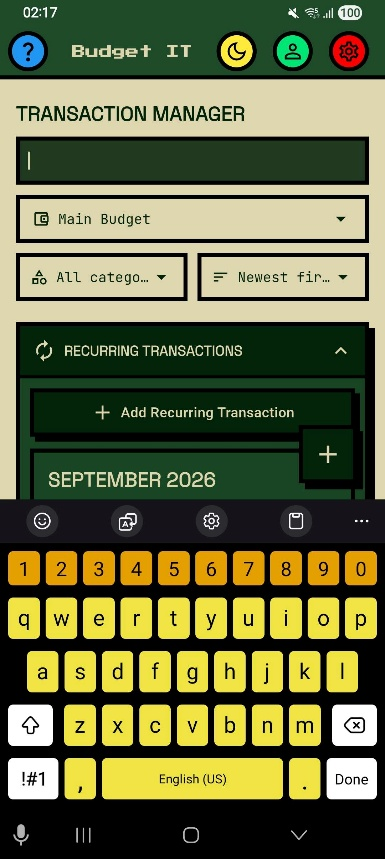 02:17
100
? Budget IT
TRANSACTION MANAGER
Main Budget
All catego…
Newest fir…
RECURRING TRANSACTIONS
+ Add Recurring Transaction
+
SEPTEMBER 2026
1 2 3 4 5 6 7 8 9 0
q w e r t y u i o p
a s d f g h j k l
z x c v b n m
!#1 , English (US) . Done